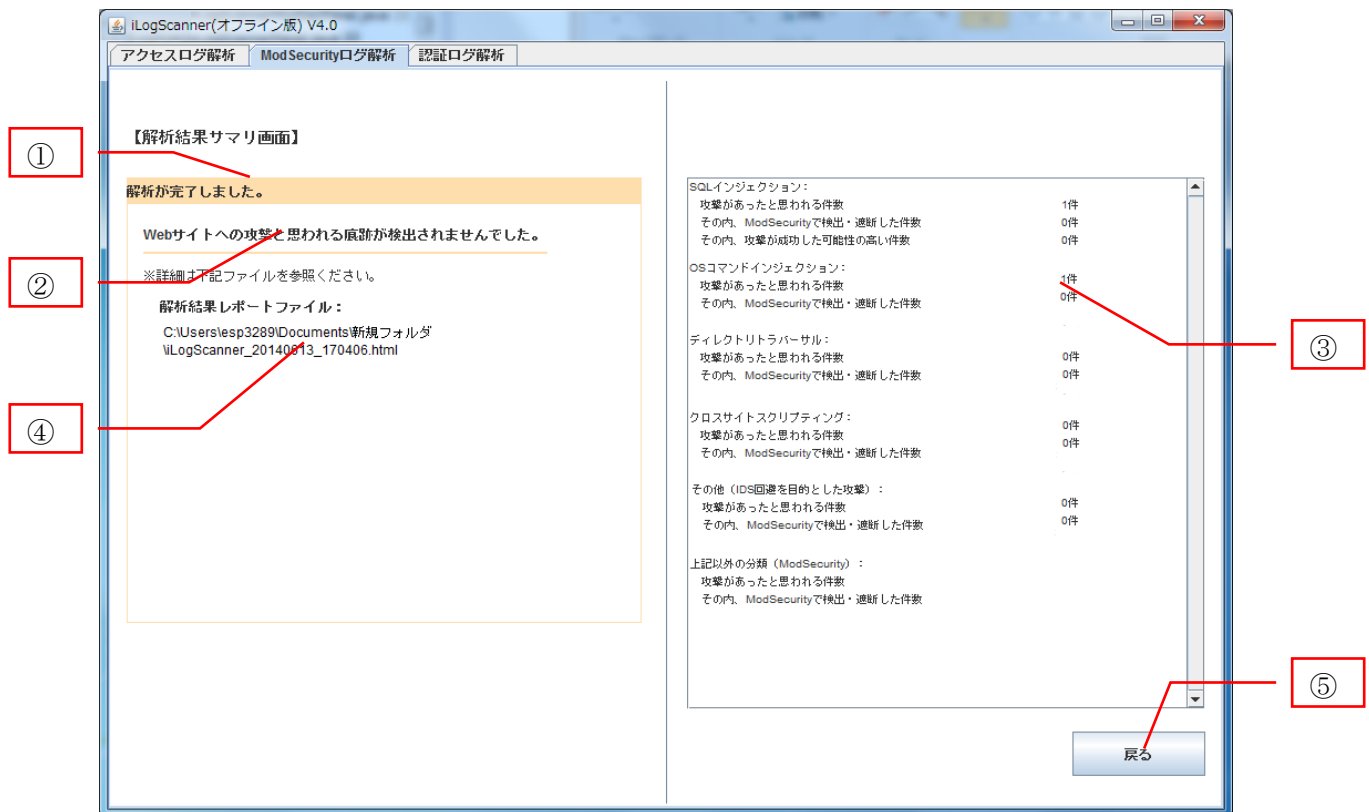 iLogScanner(オフライン版) V4.0
アクセスログ解析 ModSecurityログ解析 認証ログ解析
【解析結果サマリ画面】
①
解析が完了しました。
Webサイトへの攻撃と思われる痕跡が検出されませんでした。
②
※詳細は下記ファイルを参照ください。
解析結果レポートファイル：
C:\Users\esp3289\Documents\新規フォルダ
\iLogScanner_20140613_170406.html
④
SQLインジェクション：
攻撃があったと思われる件数 1件
その内、ModSecurityで検出・遮断した件数 0件
その内、攻撃が成功した可能性の高い件数 0件
OSコマンドインジェクション：
攻撃があったと思われる件数 1件
その内、ModSecurityで検出・遮断した件数 0件
③
ディレクトリトラバーサル：
攻撃があったと思われる件数 0件
その内、ModSecurityで検出・遮断した件数 0件
クロスサイトスクリプティング：
攻撃があったと思われる件数 0件
その内、ModSecurityで検出・遮断した件数 0件
その他（IDS回避を目的とした攻撃）：
攻撃があったと思われる件数 0件
その内、ModSecurityで検出・遮断した件数 0件
上記以外の分類（ModSecurity）：
攻撃があったと思われる件数
その内、ModSecurityで検出・遮断した件数
⑤
戻る